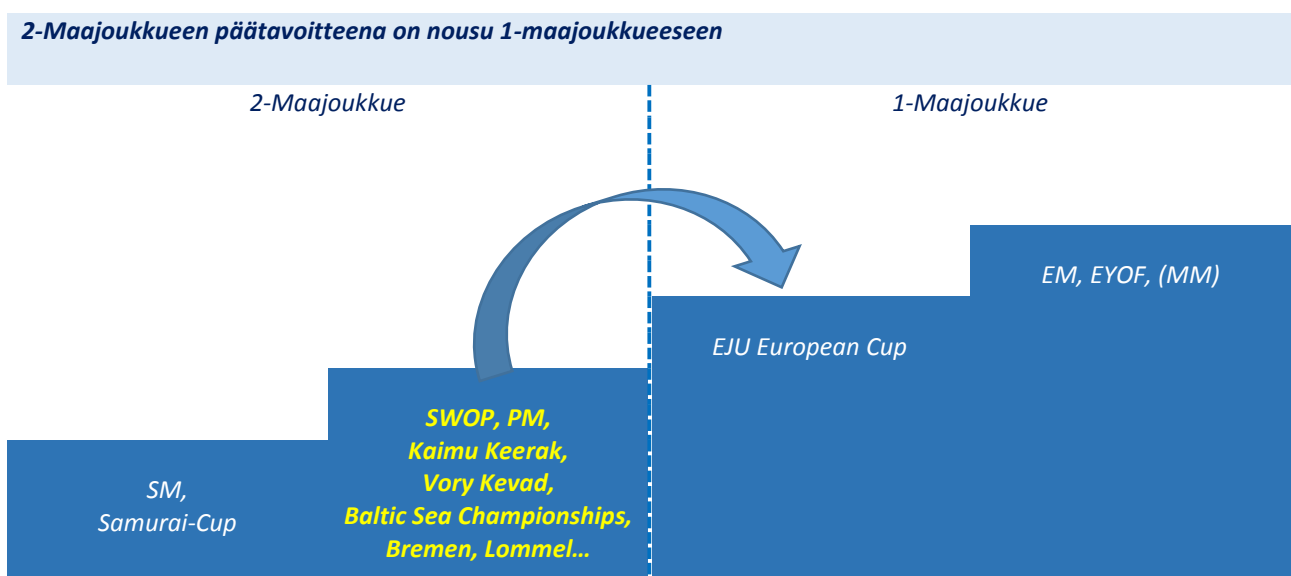 2-Maajoukkueen päätavoitteena on nousu 1-maajoukkueeseen
2-Maajoukkue
1-Maajoukkue
EM, EYOF, (MM)
EJU European Cup
SWOP, PM,
Kaimu Keerak,
Vory Kevad,
Baltic Sea Championships,
Bremen, Lommel…
SM,
Samurai-Cup